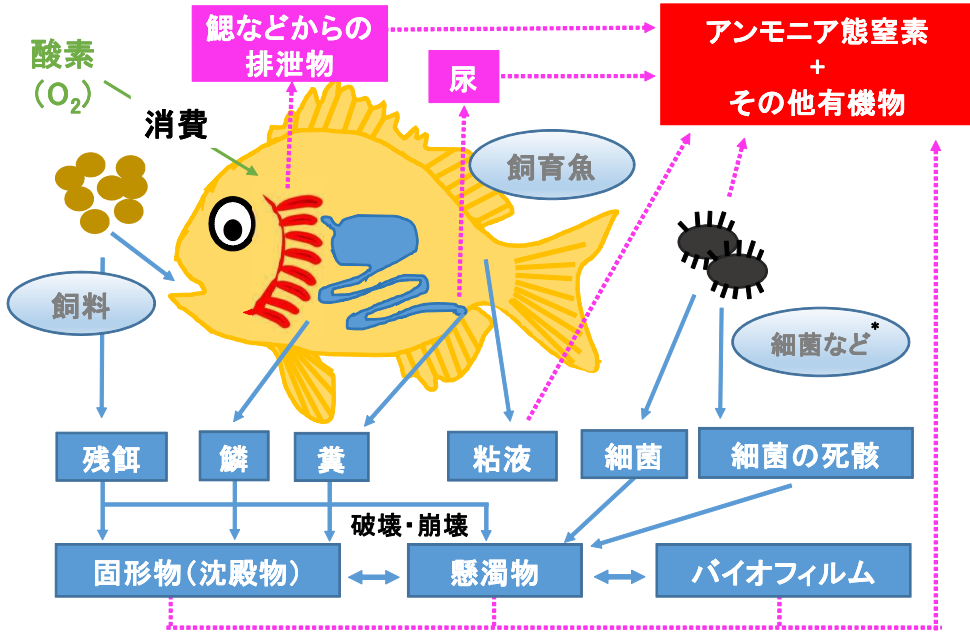 酸素
（O2）
鰓などからの
排泄物
尿
アンモニア態窒素
+
その他有機物
消費
飼育魚
飼料
細菌など*
残餌
鱗
糞
粘液
細菌
細菌の死骸
破壊・崩壊
固形物（沈殿物）
懸濁物
バイオフィルム